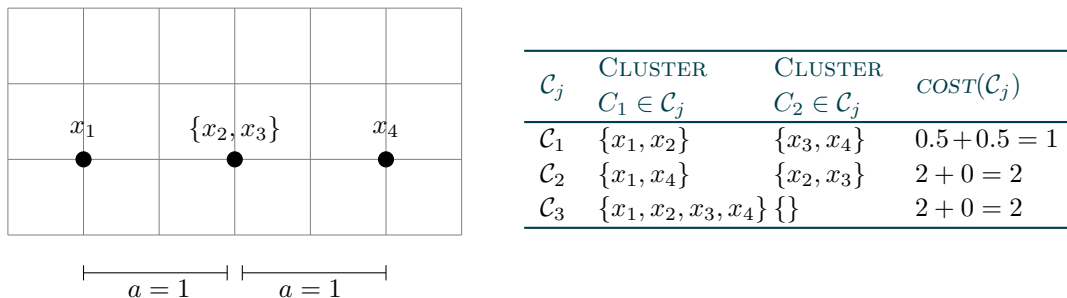 x₁ {x₂, x₃} x₄
a = 1 a = 1
𝒞ⱼ CLUSTER C₁ ∈ 𝒞ⱼ CLUSTER C₂ ∈ 𝒞ⱼ COST(𝒞ⱼ)
𝒞₁ {x₁, x₂} {x₃, x₄} 0.5+0.5 = 1
𝒞₂ {x₁, x₄} {x₂, x₃} 2 + 0 = 2
𝒞₃ {x₁, x₂, x₃, x₄} {} 2 + 0 = 2